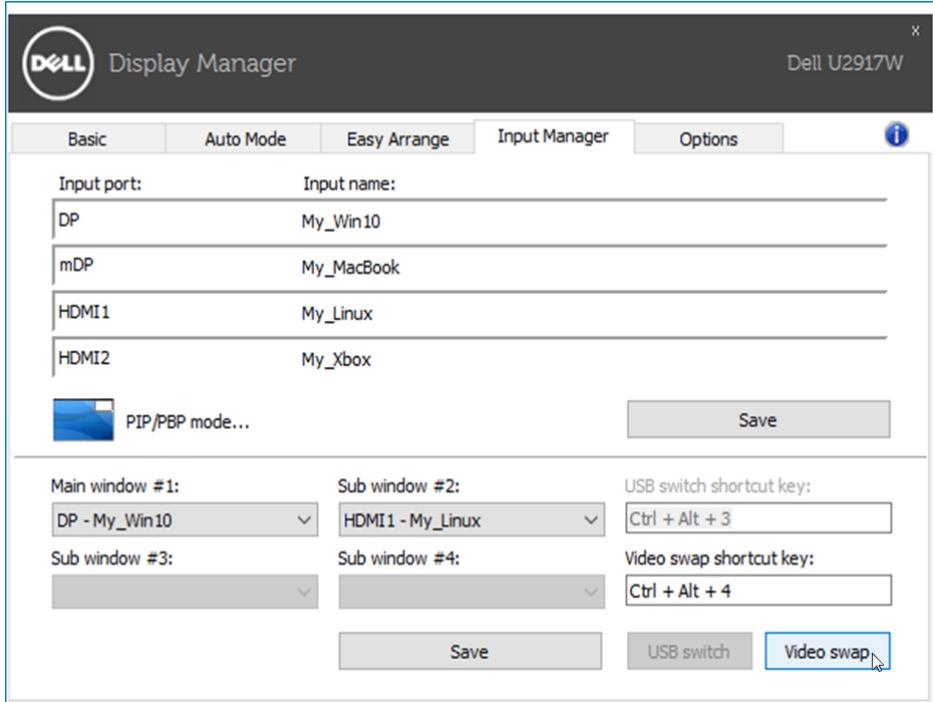 DELL Display Manager Dell U2917W x
Basic Auto Mode Easy Arrange Input Manager Options i
Input port: Input name:
DP My_Win10
mDP My_MacBook
HDMI1 My_Linux
HDMI2 My_Xbox
PIP/PBP mode... Save
Main window #1: Sub window #2: USB switch shortcut key:
DP - My_Win10 HDMI1 - My_Linux Ctrl + Alt + 3
Sub window #3: Sub window #4: Video swap shortcut key:
Ctrl + Alt + 4
Save USB switch Video swap